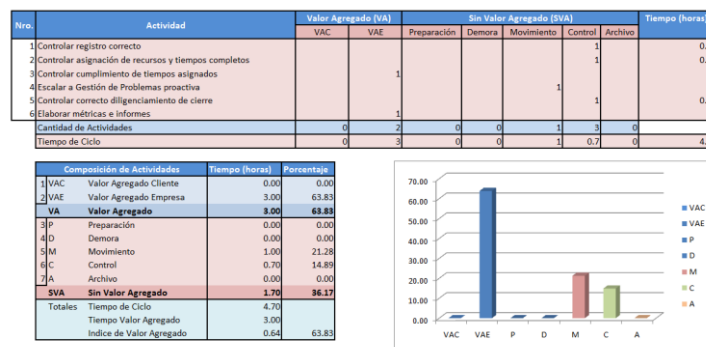 Nro. Actividad Valor Agregado (VA) Sin Valor Agregado (SVA) Tiempo (horas)
VAC VAE Preparación Demora Movimiento Control Archivo
1 Controlar registro correcto 1 0.
2 Controlar asignación de recursos y tiempos completos 1 0.
3 Controlar cumplimiento de tiempos asignados 1
4 Escalar a Gestión de Problemas proactiva 1
5 Controlar correcto diligenciamiento de cierre 1 0.
6 Elaborar métricas e informes 1
Cantidad de Actividades 0 2 0 0 1 3 0
Tiempo de Ciclo 0 3 0 0 1 0.7 0 4.
Composición de Actividades Tiempo (horas) Porcentaje
1 VAC Valor Agregado Cliente 0.00 0.00
2 VAE Valor Agregado Empresa 3.00 63.83
VA Valor Agregado 3.00 63.83
3 P Preparación 0.00 0.00
4 D Demora 0.00 0.00
5 M Movimiento 1.00 21.28
6 C Control 0.70 14.89
7 A Archivo 0.00 0.00
SVA Sin Valor Agregado 1.70 36.17
Totales Tiempo de Ciclo 4.70
Tiempo Valor Agregado 3.00
Indice de Valor Agregado 0.64 63.83
70.00
60.00
50.00
40.00
30.00
20.00
10.00
0.00
VAC VAE P D M C A
VAC
VAE
P
D
M
C
A